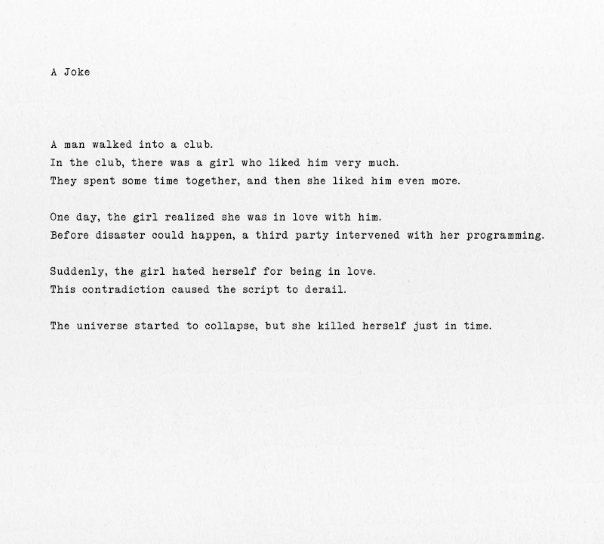 A Joke
A man walked into a club.
In the club, there was a girl who liked him very much.
They spent some time together, and then she liked him even more.
One day, the girl realized she was in love with him.
Before disaster could happen, a third party intervened with her programming.
Suddenly, the girl hated herself for being in love.
This contradiction caused the script to derail.
The universe started to collapse, but she killed herself just in time.